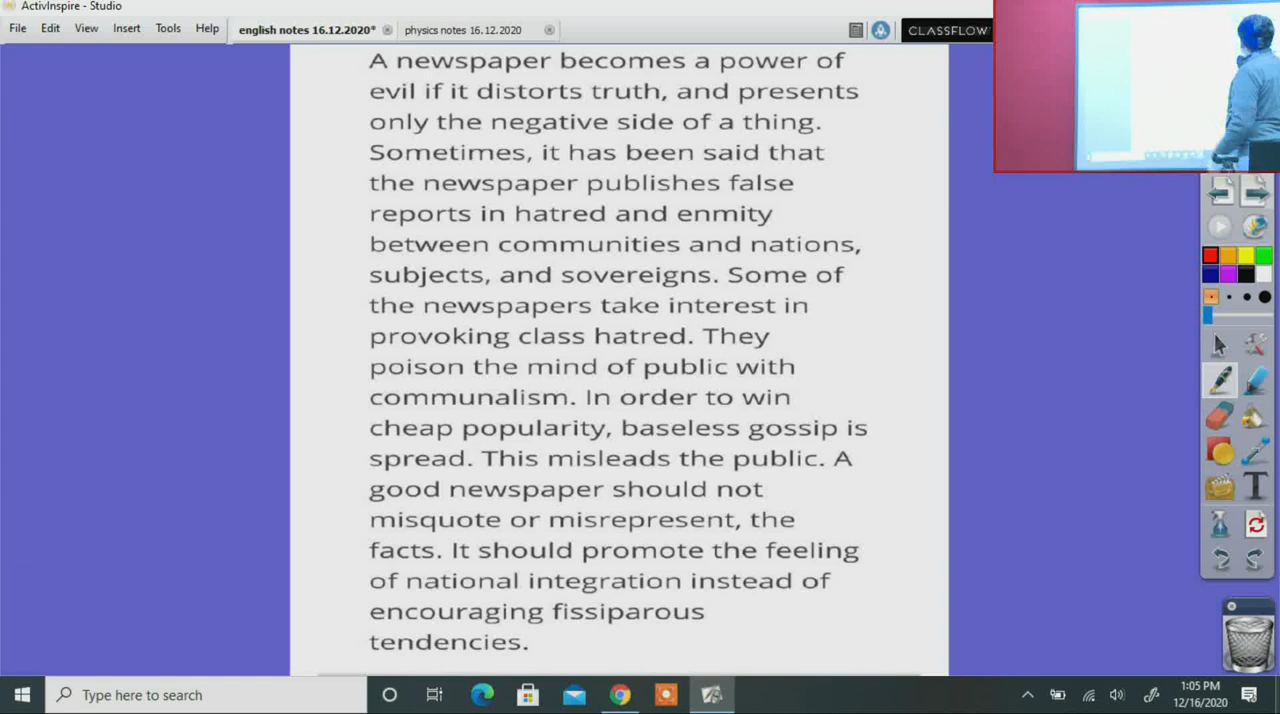 ActivInspire - Studio
File Edit View Insert Tools Help
english notes 16.12.2020*
physics notes 16.12.2020
CLASSFLOW
A newspaper becomes a power of
evil if it distorts truth, and presents
only the negative side of a thing.
Sometimes, it has been said that
the newspaper publishes false
reports in hatred and enmity
between communities and nations,
subjects, and sovereigns. Some of
the newspapers take interest in
provoking class hatred. They
poison the mind of public with
communalism. In order to win
cheap popularity, baseless gossip is
spread. This misleads the public. A
good newspaper should not
misquote or misrepresent, the
facts. It should promote the feeling
of national integration instead of
encouraging fissiparous
tendencies.
T
Type here to search
1:05 PM
12/16/2020